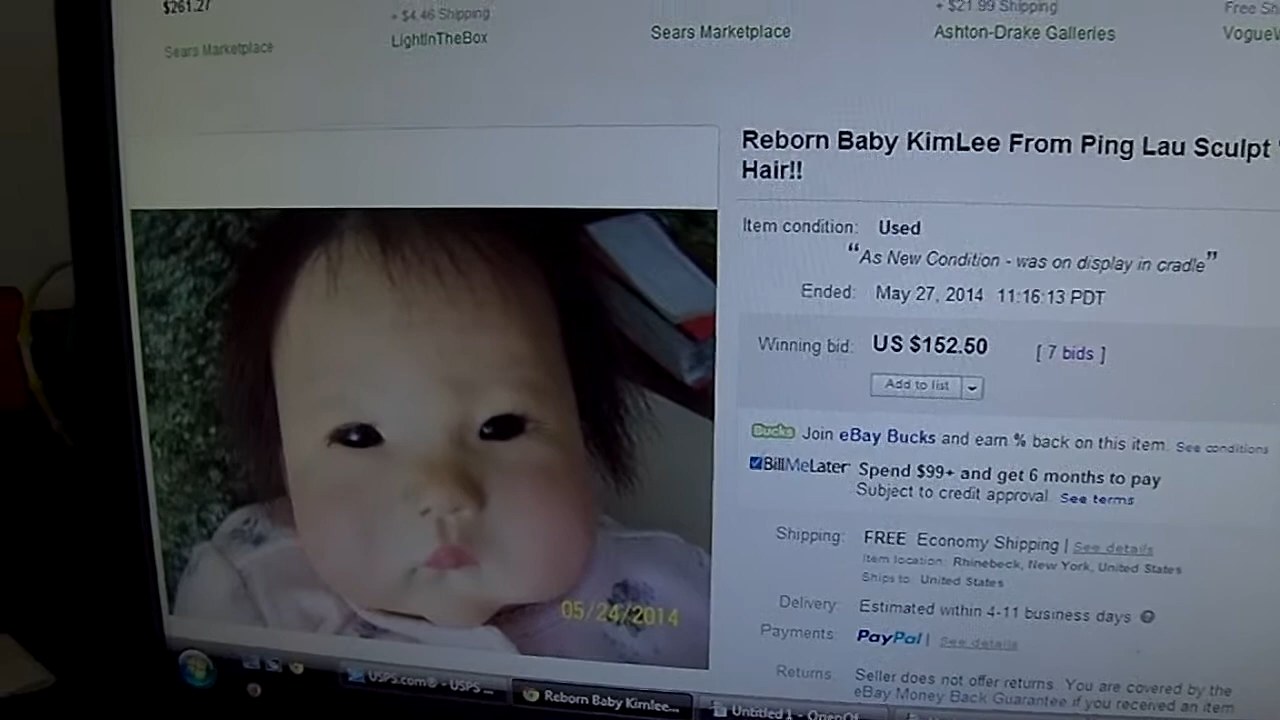 $261.27
+ $4.46 Shipping
+ $21.99 Shipping
Free
Sears Marketplace
LightInTheBox
Sears Marketplace
Ashton-Drake Galleries
Reborn Baby KimLee From Ping Lau Sculpt
Hair!!
Item condition: Used
“As New Condition - was on display in cradle”
Ended: May 27, 2014 11:16:13 PDT
Winning bid: US $152.50 [ 7 bids ]
Add to list
Bucks Join eBay Bucks and earn % back on this item. See conditions
BillMeLater Spend $99+ and get 6 months to pay
Subject to credit approval. See terms
Shipping: FREE Economy Shipping | See details
Item location: Rhinebeck, New York, United States
Ships to: United States
Delivery: Estimated within 4-11 business days
Payments: PayPal | See details
Returns: Seller does not offer returns. You are covered by the
eBay Money Back Guarantee if you received an item
05/24/2014
USPS.com® - USPS ...
Reborn Baby Kimlee...
Untitled 1 - OpenOf